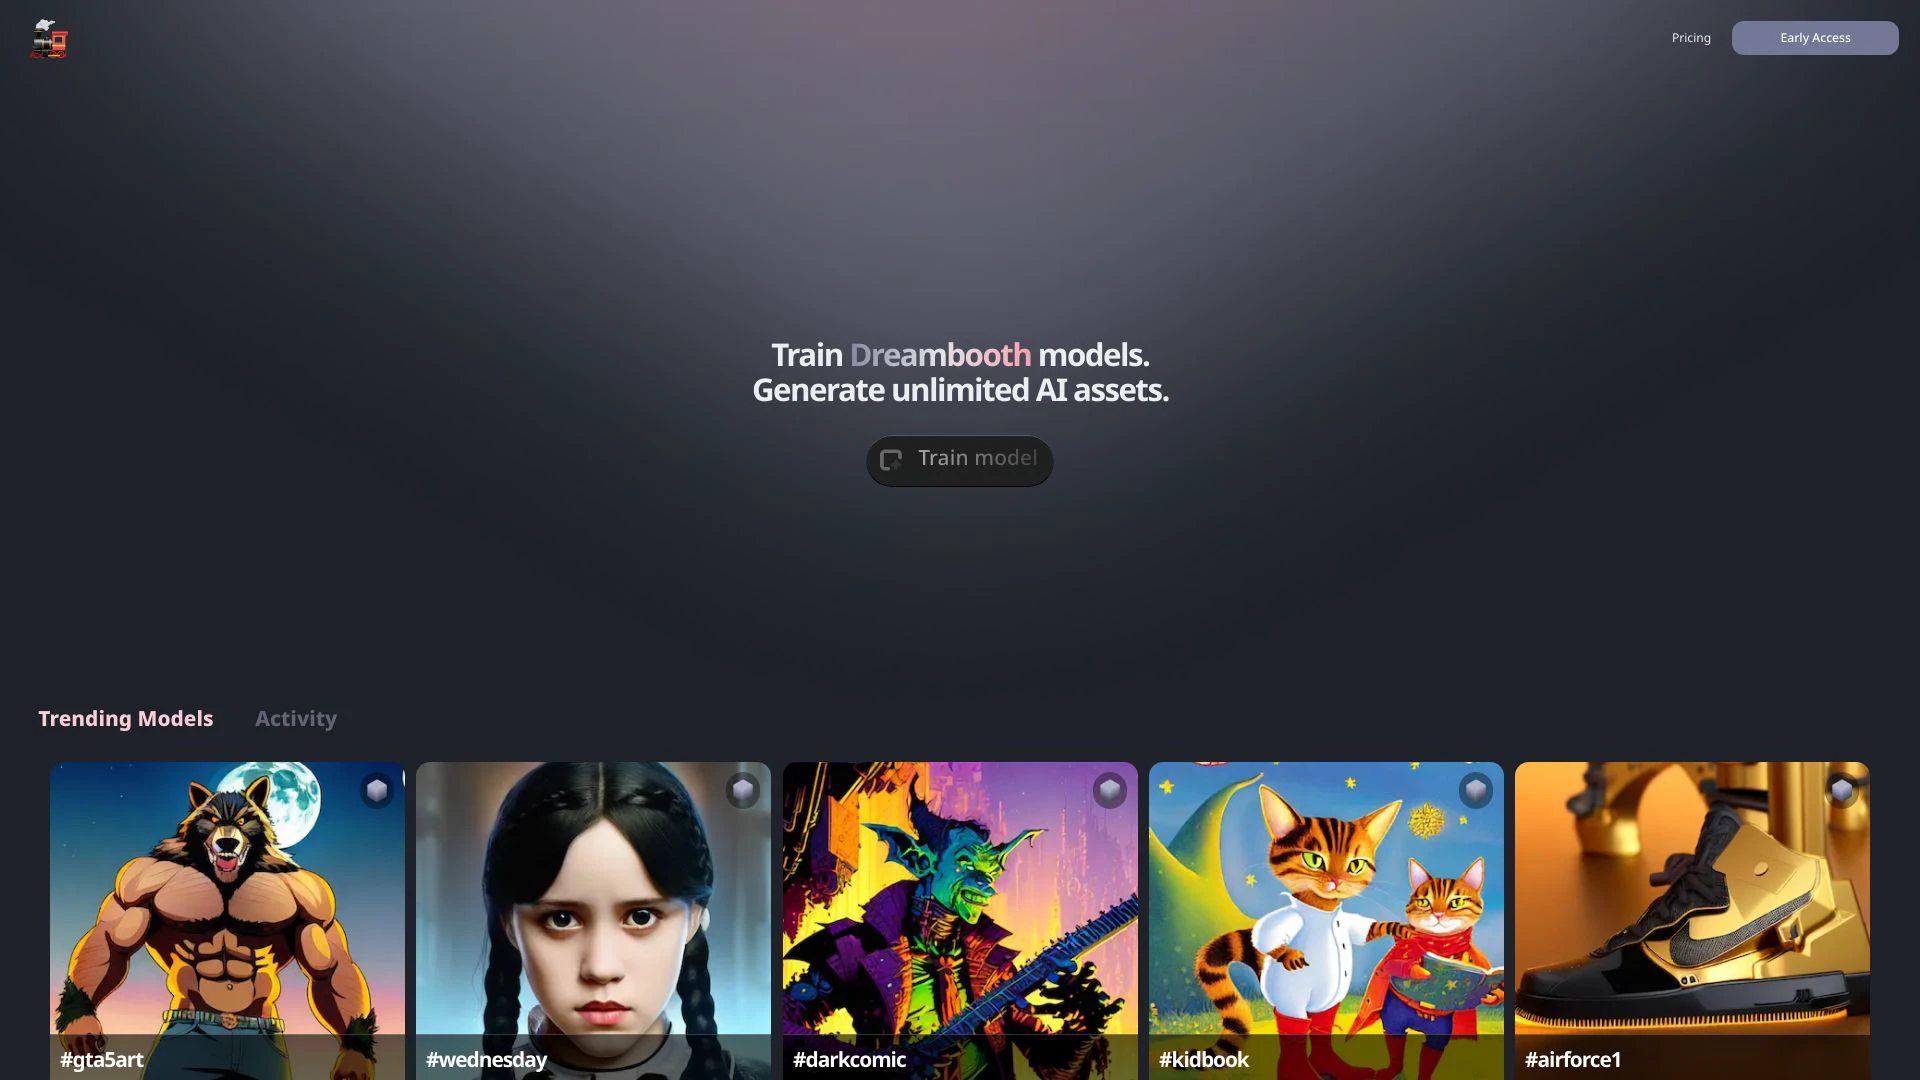 Pricing
Early Access
Train Dreambooth models.
Generate unlimited AI assets.
Train model
Trending Models
Activity
#gta5art
#wednesday
#darkcomic
#kidbook
#airforce1